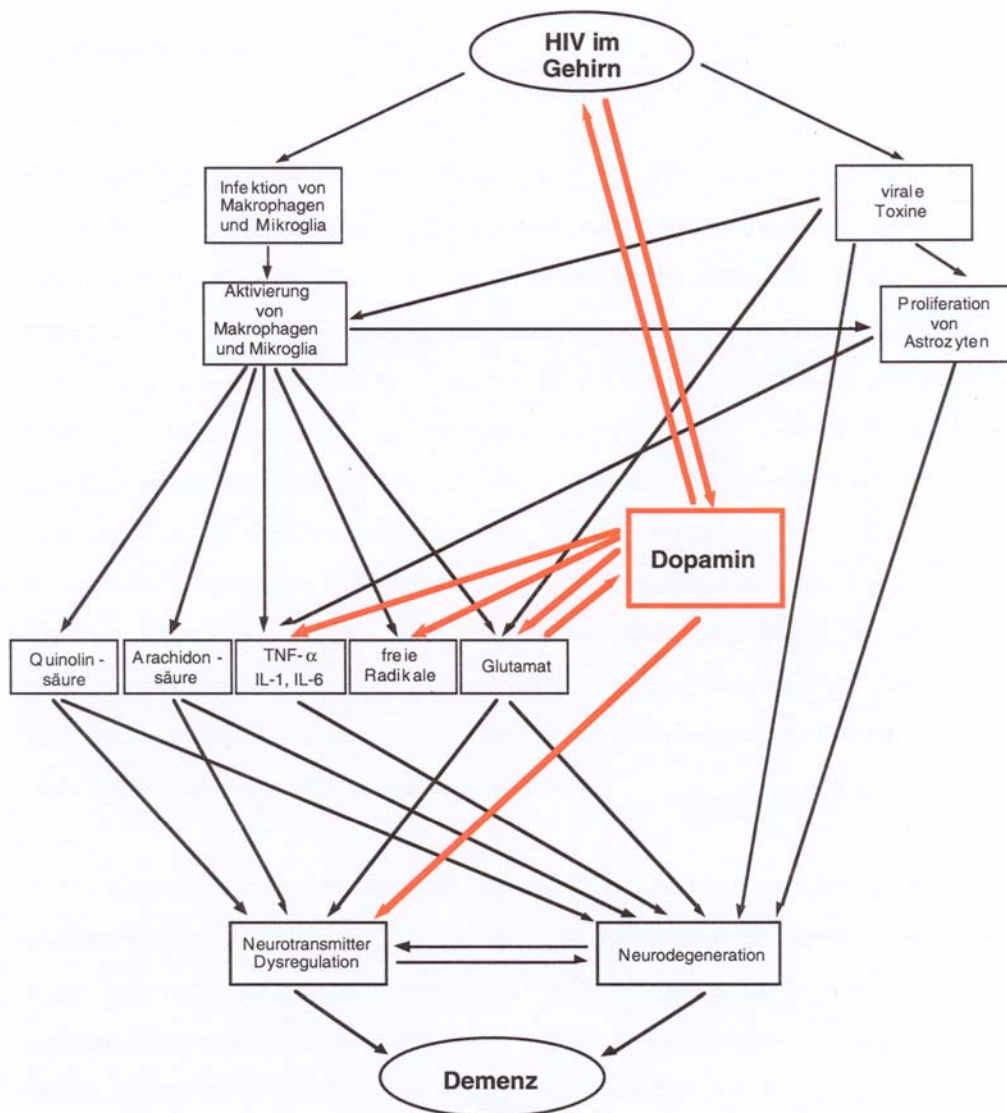 HIV im
Gehirn
Infektion von
Makrophagen
und Mikroglia
virale
Toxine
Aktivierung
von
Makrophagen
und Mikroglia
Proliferation
von
Astrozyten
Dopamin
Quinolin-
säure
Arachidon-
säure
TNF-α
IL-1, IL-6
freie
Radikale
Glutamat
Neurotransmitter
Dysregulation
Neurodegeneration
Demenz